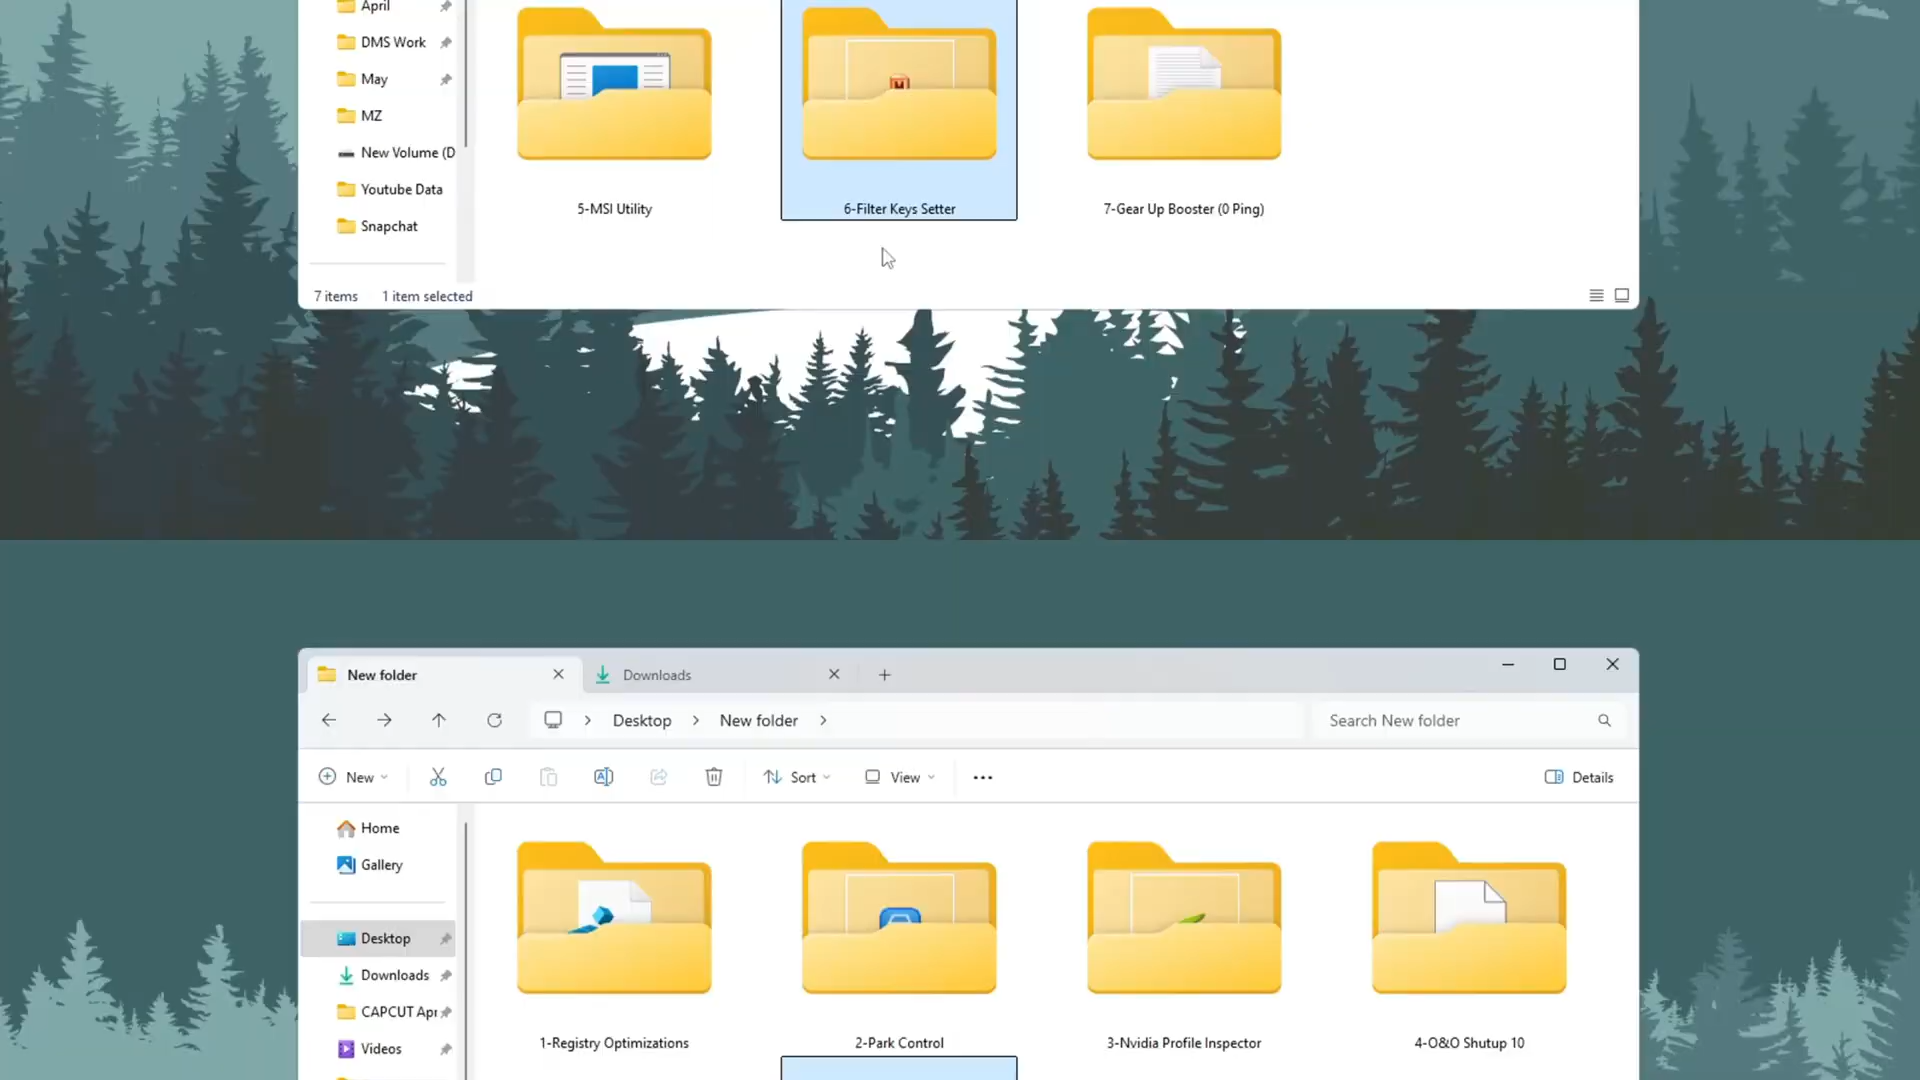 April
DMS Work
May
MZ
New Volume (D
Youtube Data
Snapchat
5-MSI Utility
6-Filter Keys Setter
7-Gear Up Booster (0 Ping)
7 items
1 item selected
New folder
Downloads
Desktop
New folder
Search New folder
New
Sort
View
Details
Home
Gallery
Desktop
Downloads
CAPCUT Apr
Videos
1-Registry Optimizations
2-Park Control
3-Nvidia Profile Inspector
4-O&O Shutup 10